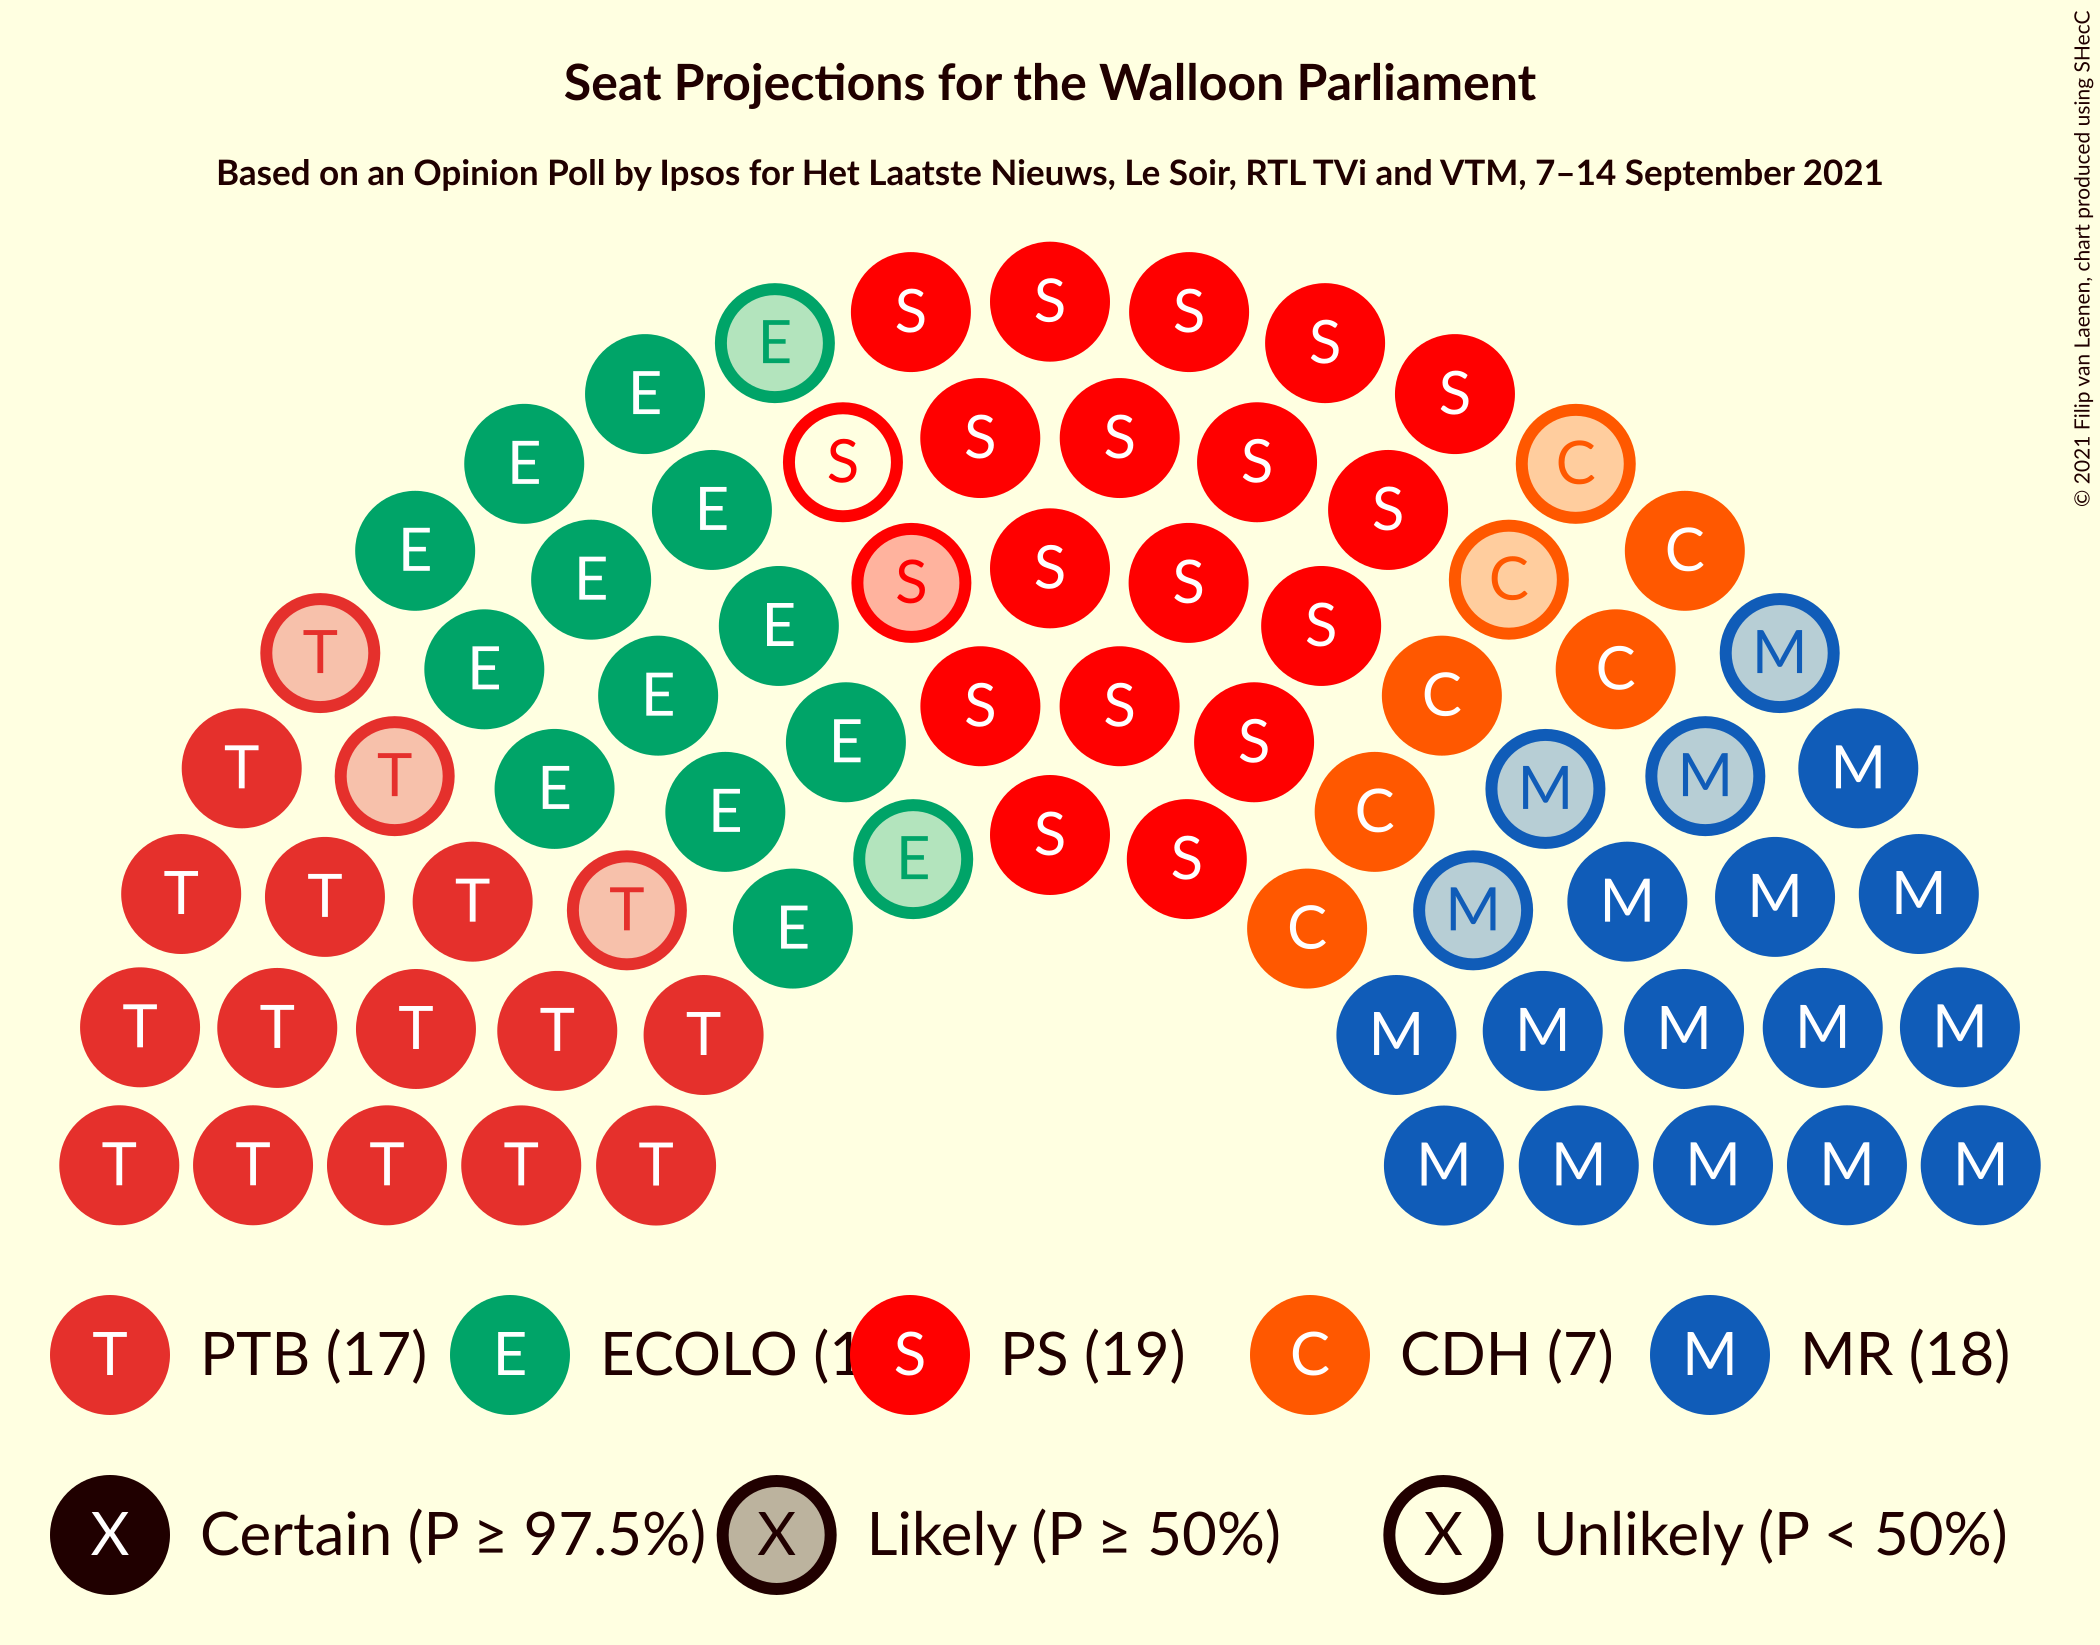 Seat Projections for the Walloon Parliament
Based on an Opinion Poll by Ipsos for Het Laatste Nieuws, Le Soir, RTL TVi and VTM, 7–14 September 2021
© 2021 Filip van Laenen, chart produced using SHecC
S S S
E S
E S
S S
E S C
E S
E S C
S S
E S C
E C
E S
T E C M
E C
S S
T E S M
T M
E M
E C
S
E S
T T T T M M M M
E C
T T T T T M M M M M
T T T T T M M M M M
T PTB (17) E ECOLO (1 S PS (19) C CDH (7) M MR (18)
X Certain (P ≥ 97.5%) X Likely (P ≥ 50%) X Unlikely (P < 50%)